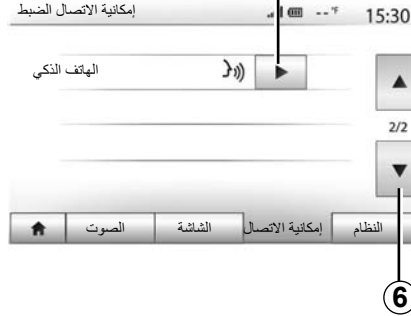 إمكانية الاتصال الضبط --°F 15:30
الهاتف الذكي
2/2
النظام إمكانية الاتصال الشاشة الصوت
6